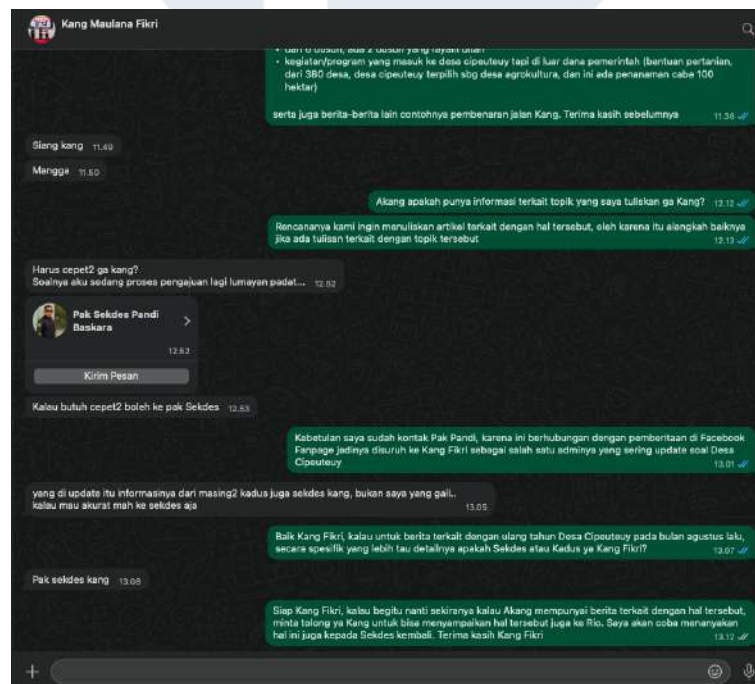 Kang Maulana Fikri
dari 6 dusun, ada 2 dusun yang
• kegiatan/program yang masuk ke desa cipeuteuy tapi di luar dana pemerintah (bantuan pertanian,
dari 380 desa, desa cipeuteuy terpilih sbg desa agrokultura, dan ini ada penanaman cabe 100
hektar)
serta juga berita-berita lain contohnya pembenaran jalan Kang. Terima kasih sebelumnya 11.36
Siang kang 11.49
Mangga 11.50
Akang apakah punya informasi terkait topik yang saya tuliskan ga Kang? 12.12
Rencananya kami ingin menuliskan artikel terkait dengan hal tersebut, oleh karena itu alangkah baiknya
jika ada tulisan terkait dengan topik tersebut 12.13
Harus cepet2 ga kang?
Soalnya aku sedang proses pengajuan lagi lumayan padat... 12.52
Pak Sekdes Pandi
Baskara
12.52
Kirim Pesan
Kalau butuh cepet2 boleh ke pak Sekdes 12.53
Kebetulan saya sudah kontak Pak Pandi, karena ini berhubungan dengan pemberitaan di Facebook
Fanpage jadinya disuruh ke Kang Fikri sebagai salah satu adminya yang sering update soal Desa
Cipeuteuy 13.01
yang di update itu informasinya dari masing2 kadus juga sekdes kang, bukan saya yang gali..
kalau mau akurat mah ke sekdes aja 13.05
Baik Kang Fikri, kalau untuk berita terkait dengan ulang tahun Desa Cipeuteuy pada bulan agustus lalu,
secara spesifik yang lebih tau detailnya apakah Sekdes atau Kadus ya Kang Fikri? 13.07
Pak sekdes kang 13.08
Siap Kang Fikri, kalau begitu nanti sekiranya kalau Akang mempunyai berita terkait dengan hal tersebut,
minta tolong ya Kang untuk bisa menyampaikan hal tersebut juga ke Rio. Saya akan coba menanyakan
hal ini juga kepada Sekdes kembali. Terima kasih Kang Fikri 13.12